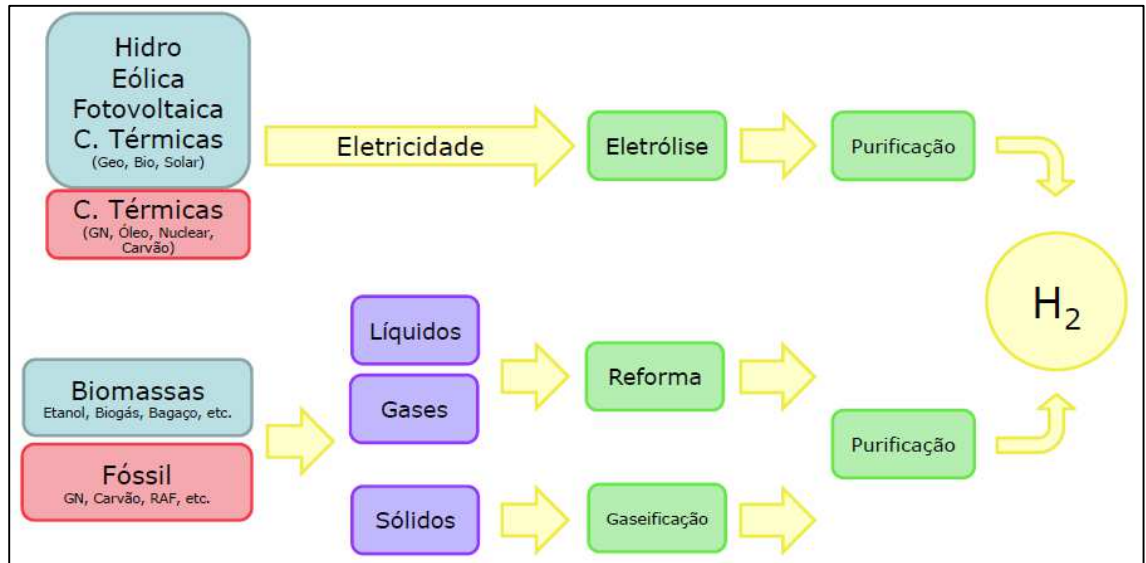 Hidro
Eólica
Fotovoltaica
C. Térmicas
(Geo, Bio, Solar)
C. Térmicas
(GN, Óleo, Nuclear,
Carvão)
Eletricidade
Eletrólise
Purificação
H₂
Biomassas
Etanol, Biogás, Bagaço, etc.
Fóssil
GN, Carvão, RAF, etc.
Líquidos
Gases
Sólidos
Reforma
Gaseificação
Purificação